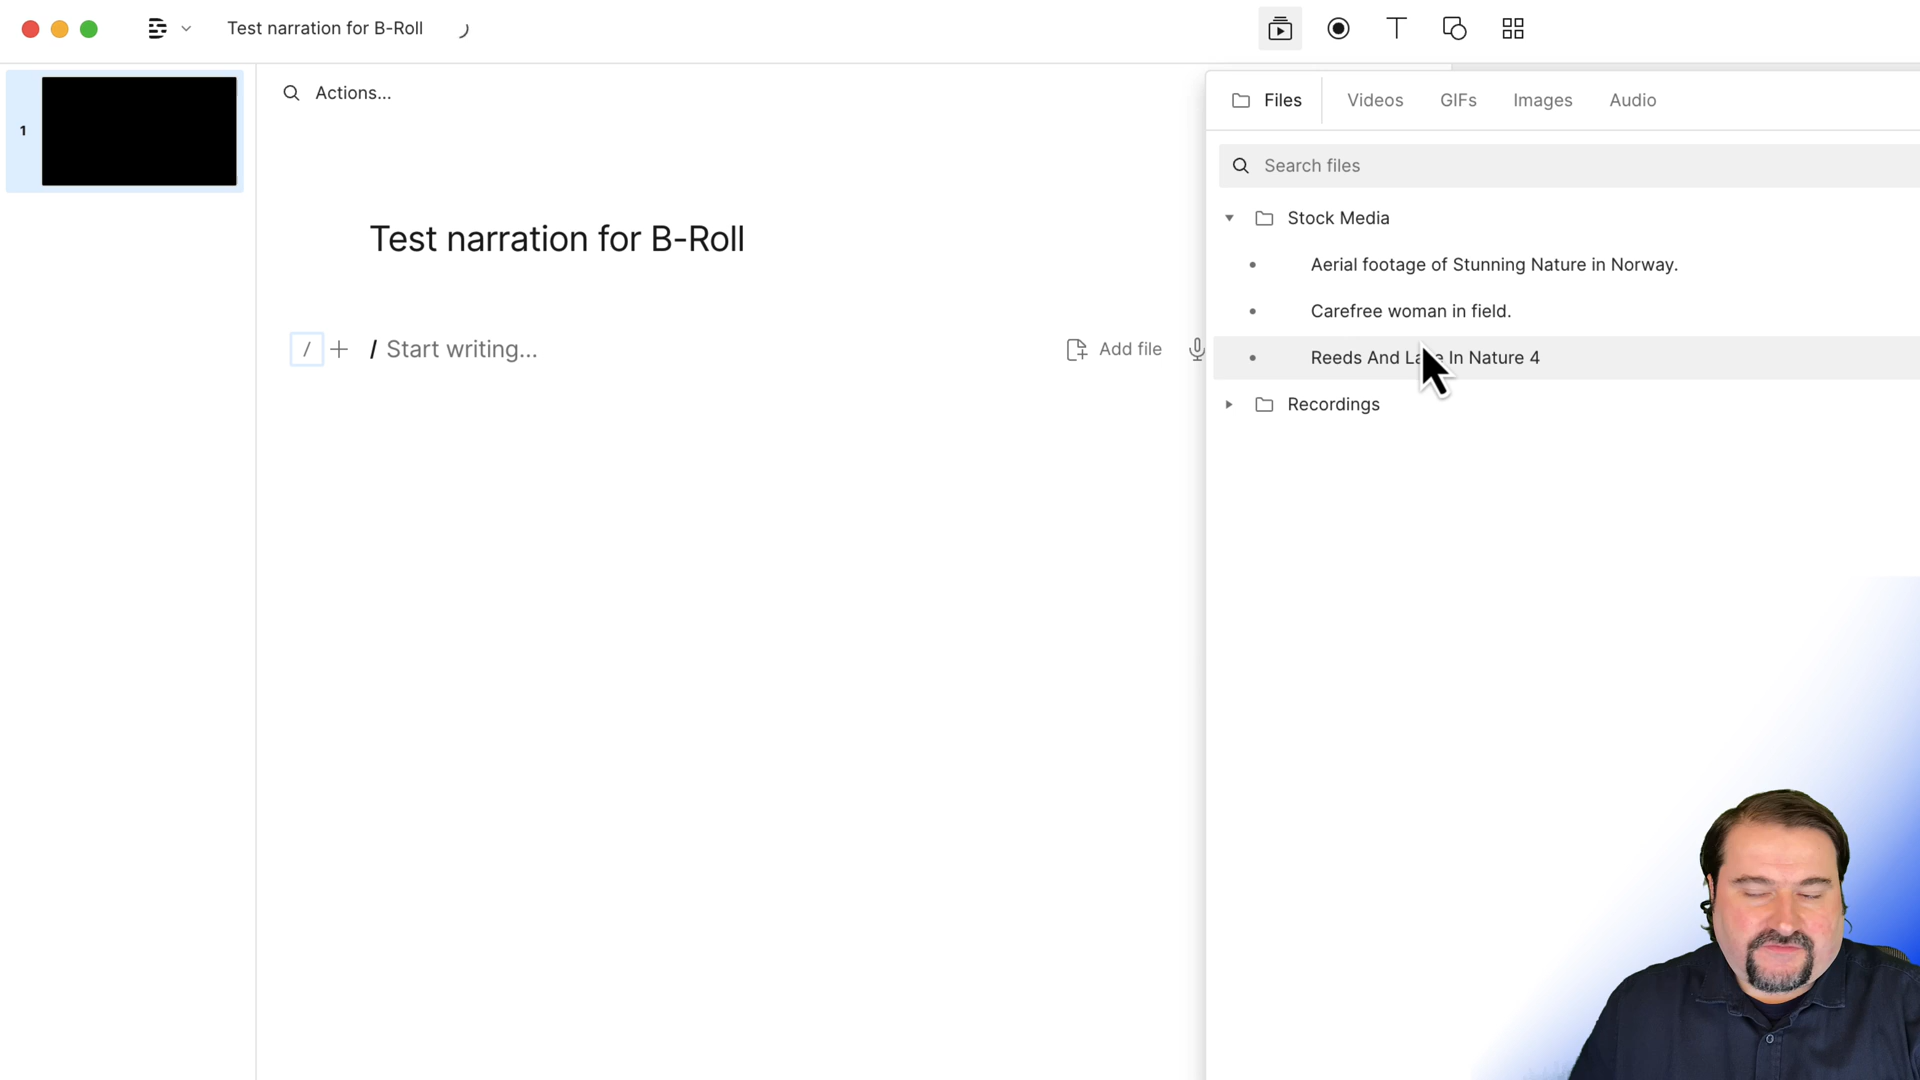 Test narration for B-Roll
1
Actions...
Test narration for B-Roll
/ / Start writing...
Add file
Files Videos GIFs Images Audio
Search files
Stock Media
Aerial footage of Stunning Nature in Norway.
Carefree woman in field.
Reeds And Lake In Nature 4
Recordings